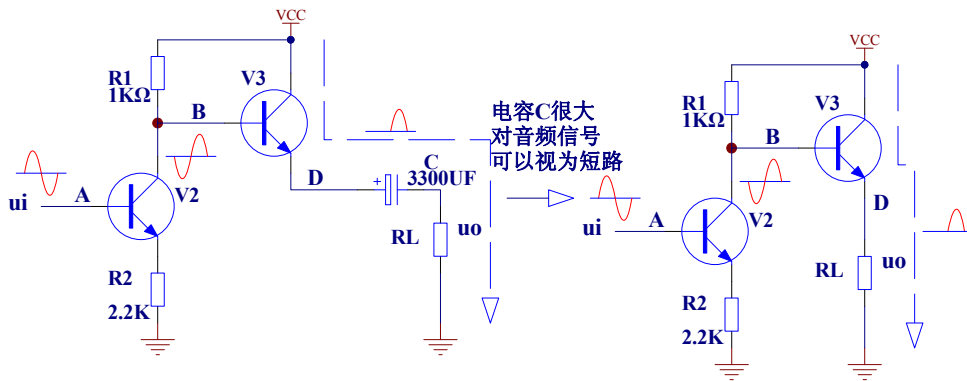 VCC
R1
1KΩ
V3
B
C
3300UF
D
ui
A
V2
RL
uo
R2
2.2K
电容C很大
对音频信号
可以视为短路
VCC
R1
1KΩ
V3
B
D
ui
A
V2
RL
uo
R2
2.2K